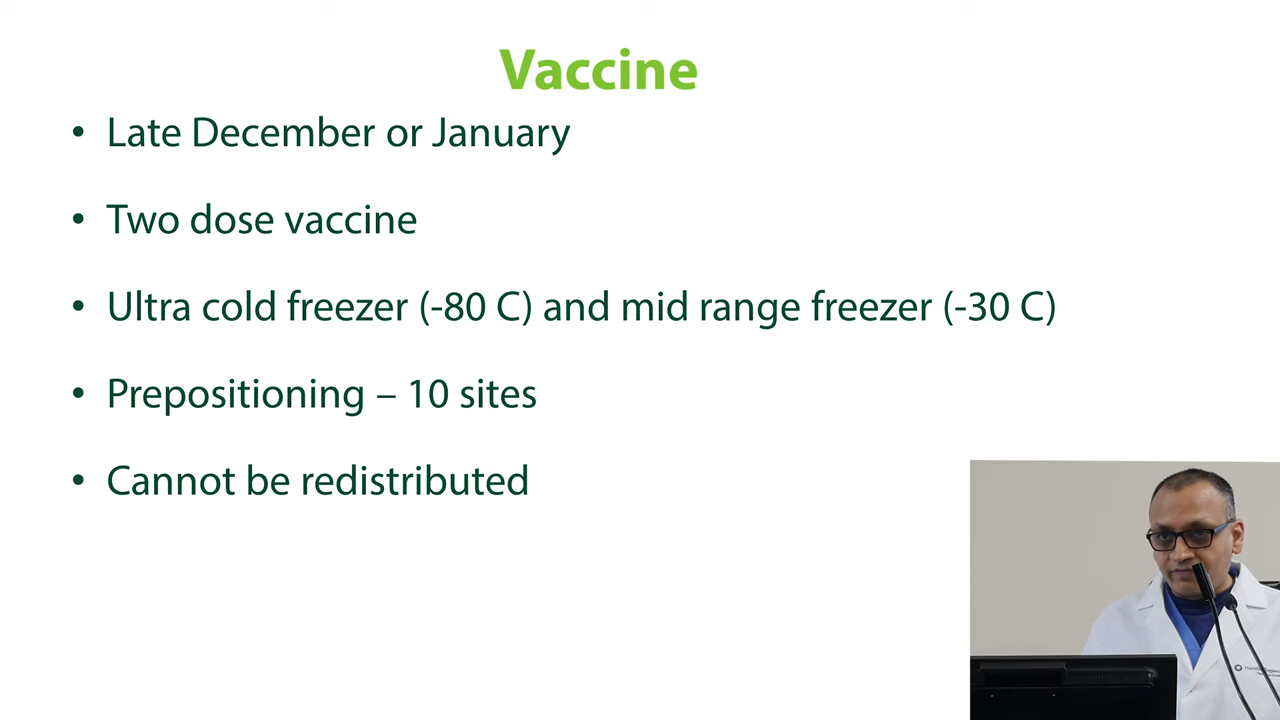 Vaccine
• Late December or January
• Two dose vaccine
• Ultra cold freezer (-80 C) and mid range freezer (-30 C)
• Prepositioning – 10 sites
• Cannot be redistributed